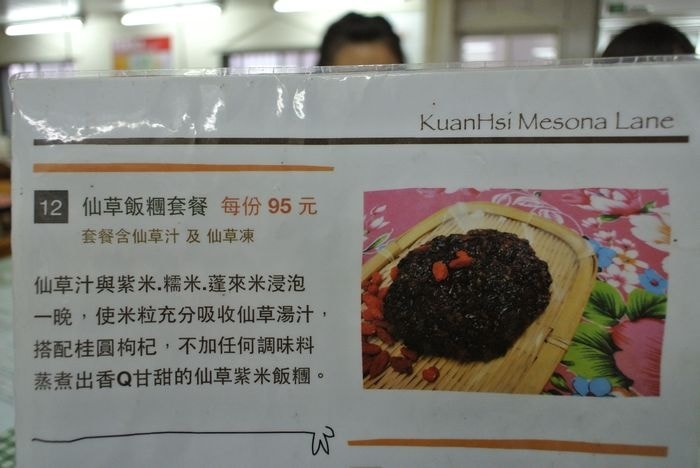 KuanHsi Mesona Lane
12 仙草飯糰套餐 每份 95 元
套餐含仙草汁 及 仙草凍
仙草汁與紫米.糯米.蓬來米浸泡
一晚，使米粒充分吸收仙草湯汁，
搭配桂圓枸杞，不加任何調味料
蒸煮出香Q甘甜的仙草紫米飯糰。